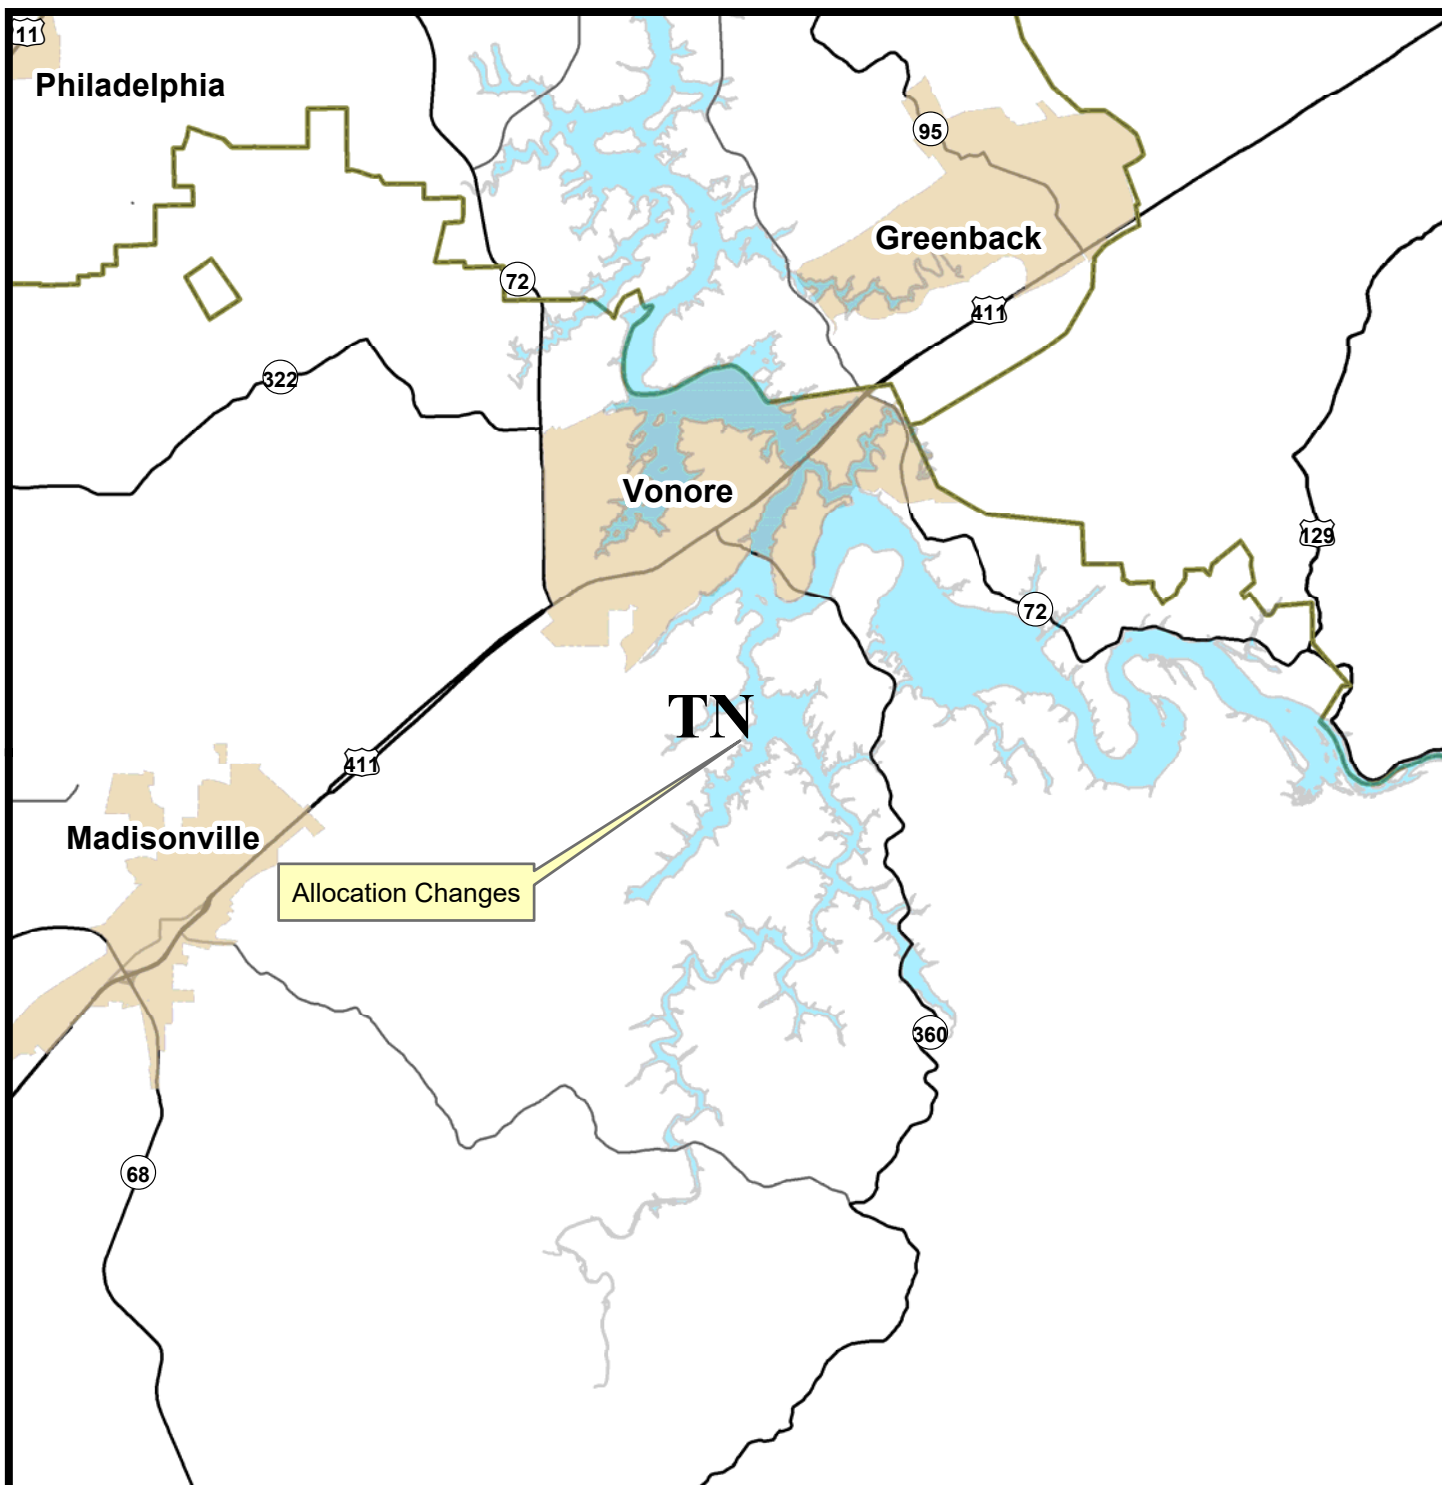 11
Philadelphia
95
Greenback
72
411
322
Vonore
129
72
TN
411
Madisonville
Allocation Changes
360
68